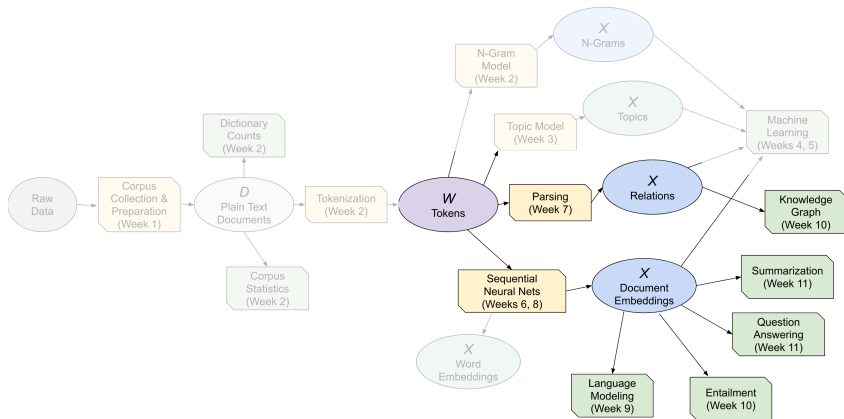 X
N-Grams
N-Gram
Model
(Week 2)
Dictionary
Counts
(Week 2)
X
Topics
Topic Model
(Week 3)
Machine
Learning
(Weeks 4, 5)
Raw
Data
Corpus
Collection &
Preparation
(Week 1)
D
Plain Text
Documents
Tokenization
(Week 2)
W
Tokens
Parsing
(Week 7)
X
Relations
Knowledge
Graph
(Week 10)
Corpus
Statistics
(Week 2)
Sequential
Neural Nets
(Weeks 6, 8)
X
Document
Embeddings
Summarization
(Week 11)
Question
Answering
(Week 11)
X
Word
Embeddings
Language
Modeling
(Week 9)
Entailment
(Week 10)